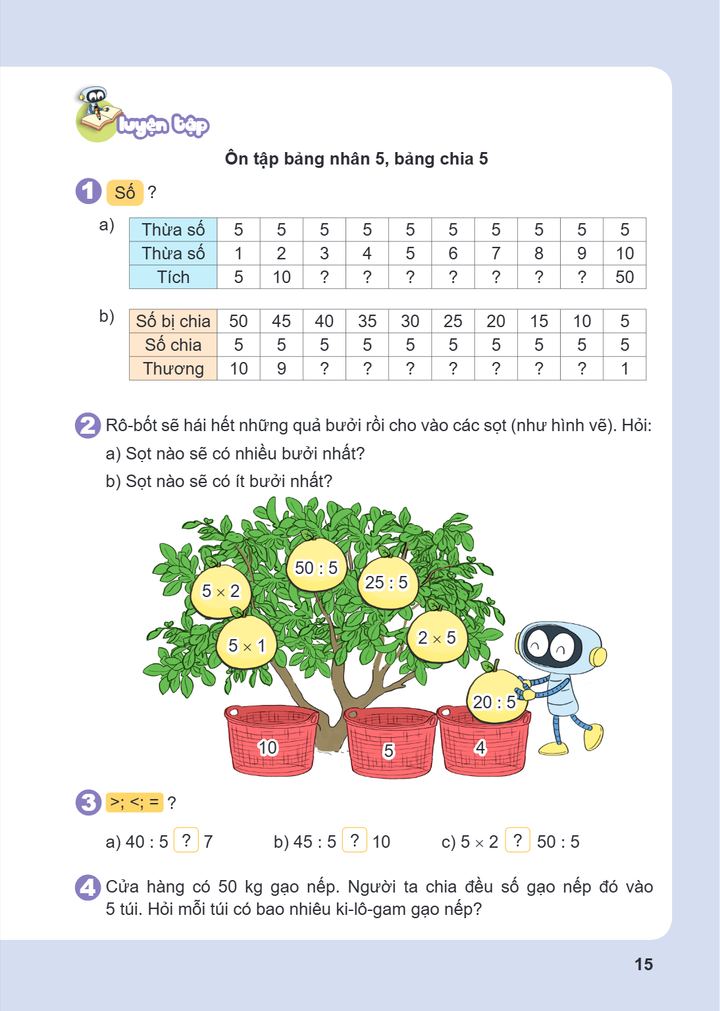 Luyện tập
Ôn tập bảng nhân 5, bảng chia 5
1 Số ?
a)
Thừa số 5 5 5 5 5 5 5 5 5 5
Thừa số 1 2 3 4 5 6 7 8 9 10
Tích 5 10 ? ? ? ? ? ? ? 50
b)
Số bị chia 50 45 40 35 30 25 20 15 10 5
Số chia 5 5 5 5 5 5 5 5 5 5
Thương 10 9 ? ? ? ? ? ? ? 1
2 Rô-bốt sẽ hái hết những quả bưởi rồi cho vào các sọt (như hình vẽ). Hỏi:
a) Sọt nào sẽ có nhiều bưởi nhất?
b) Sọt nào sẽ có ít bưởi nhất?
50 : 5
5 × 2
25 : 5
5 × 1
2 × 5
20 : 5
10
5
4
3 >; <; = ?
a) 40 : 5 ? 7 b) 45 : 5 ? 10 c) 5 × 2 ? 50 : 5
4 Cửa hàng có 50 kg gạo nếp. Người ta chia đều số gạo nếp đó vào
5 túi. Hỏi mỗi túi có bao nhiêu ki-lô-gam gạo nếp?
15